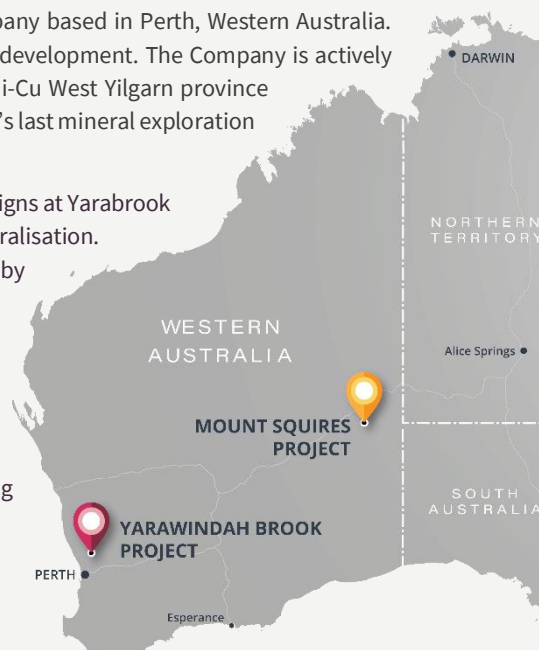 pany based in Perth, Western Australia.
development. The Company is actively
i-Cu West Yilgarn province
's last mineral exploration
igns at Yarabrook
ralisation.
by
g
DARWIN
NORTHERN
TERRITORY
WESTERN
AUSTRALIA
Alice Springs
MOUNT SQUIRES
PROJECT
SOUTH
AUSTRALIA
YARAWINDAH BROOK
PROJECT
PERTH
Esperance